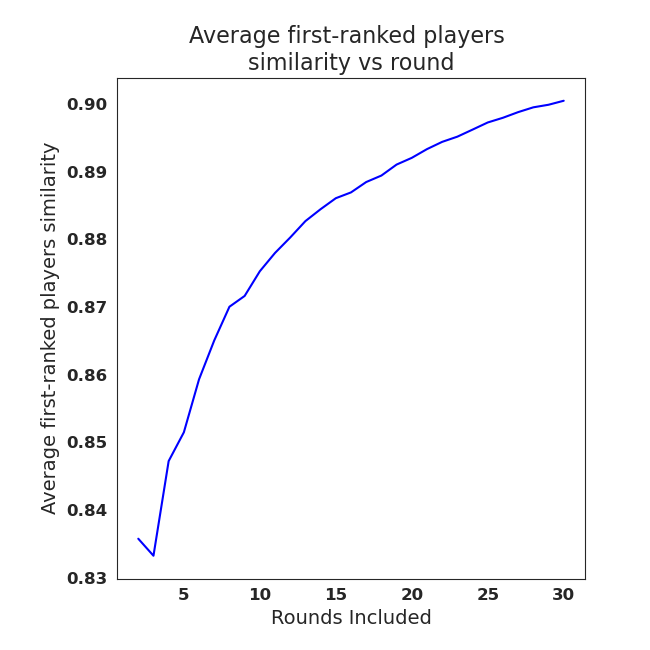 Average first-ranked players
similarity vs round
Average first-ranked players similarity
0.90
0.89
0.88
0.87
0.86
0.85
0.84
0.83
5 10 15 20 25 30
Rounds Included